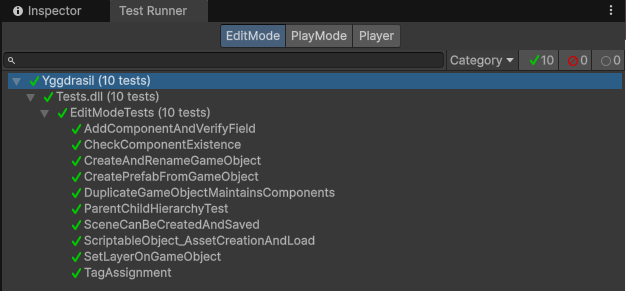 Inspector Test Runner
EditMode PlayMode Player
Category 10 0 0
Yggdrasil (10 tests)
Tests.dll (10 tests)
EditModeTests (10 tests)
AddComponentAndVerifyField
CheckComponentExistence
CreateAndRenameGameObject
CreatePrefabFromGameObject
DuplicateGameObjectMaintainsComponents
ParentChildHierarchyTest
SceneCanBeCreatedAndSaved
ScriptableObject_AssetCreationAndLoad
SetLayerOnGameObject
TagAssignment